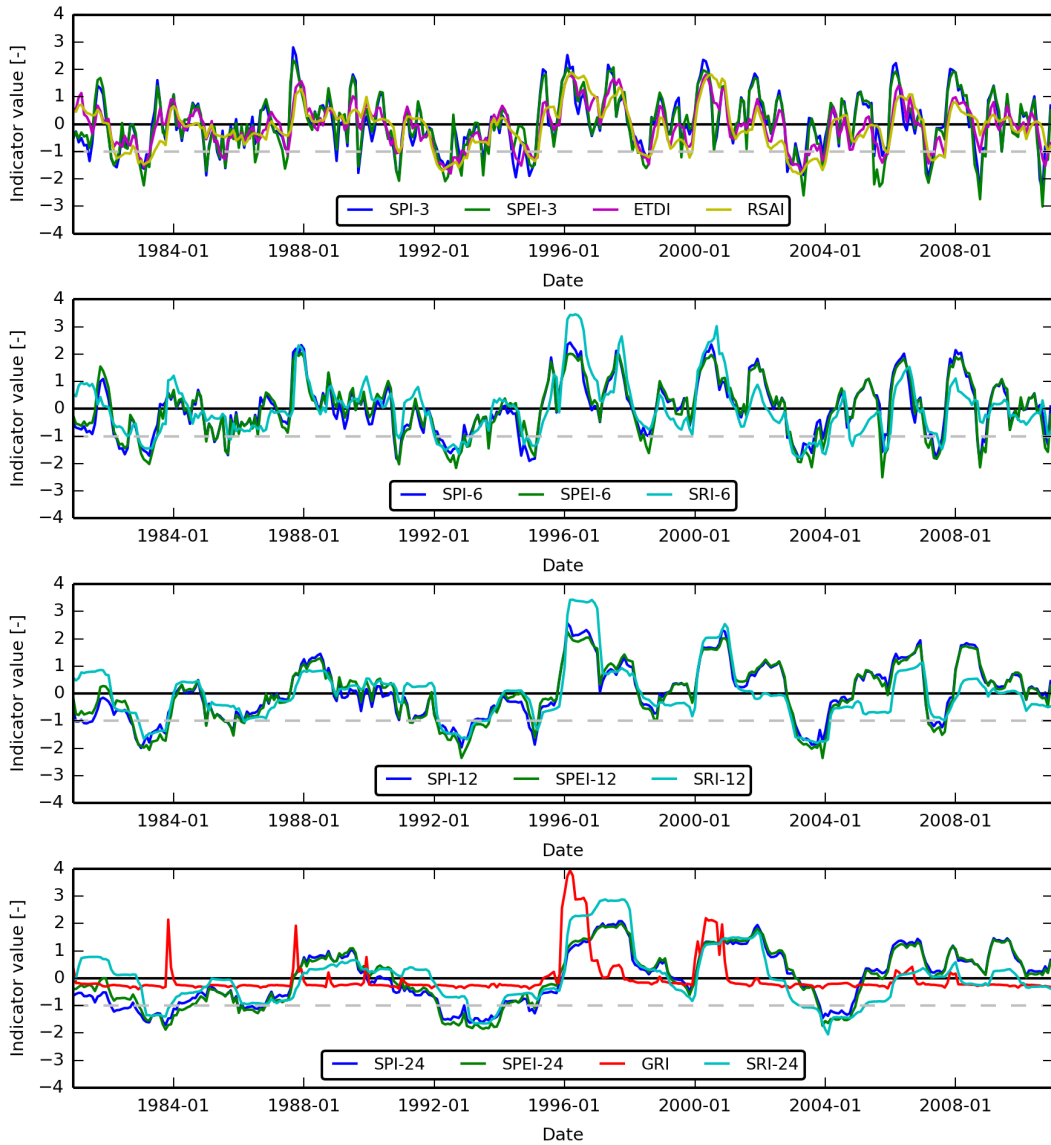 4
3
2
1
0
−1
−2
−3
−4
Indicator value [-]
SPI-3 SPEI-3 ETDI RSAI
1984-01 1988-01 1992-01 1996-01 2000-01 2004-01 2008-01
Date
4
3
2
1
0
−1
−2
−3
−4
Indicator value [-]
SPI-6 SPEI-6 SRI-6
1984-01 1988-01 1992-01 1996-01 2000-01 2004-01 2008-01
Date
4
3
2
1
0
−1
−2
−3
−4
Indicator value [-]
SPI-12 SPEI-12 SRI-12
1984-01 1988-01 1992-01 1996-01 2000-01 2004-01 2008-01
Date
4
3
2
1
0
−1
−2
−3
−4
Indicator value [-]
SPI-24 SPEI-24 GRI SRI-24
1984-01 1988-01 1992-01 1996-01 2000-01 2004-01 2008-01
Date